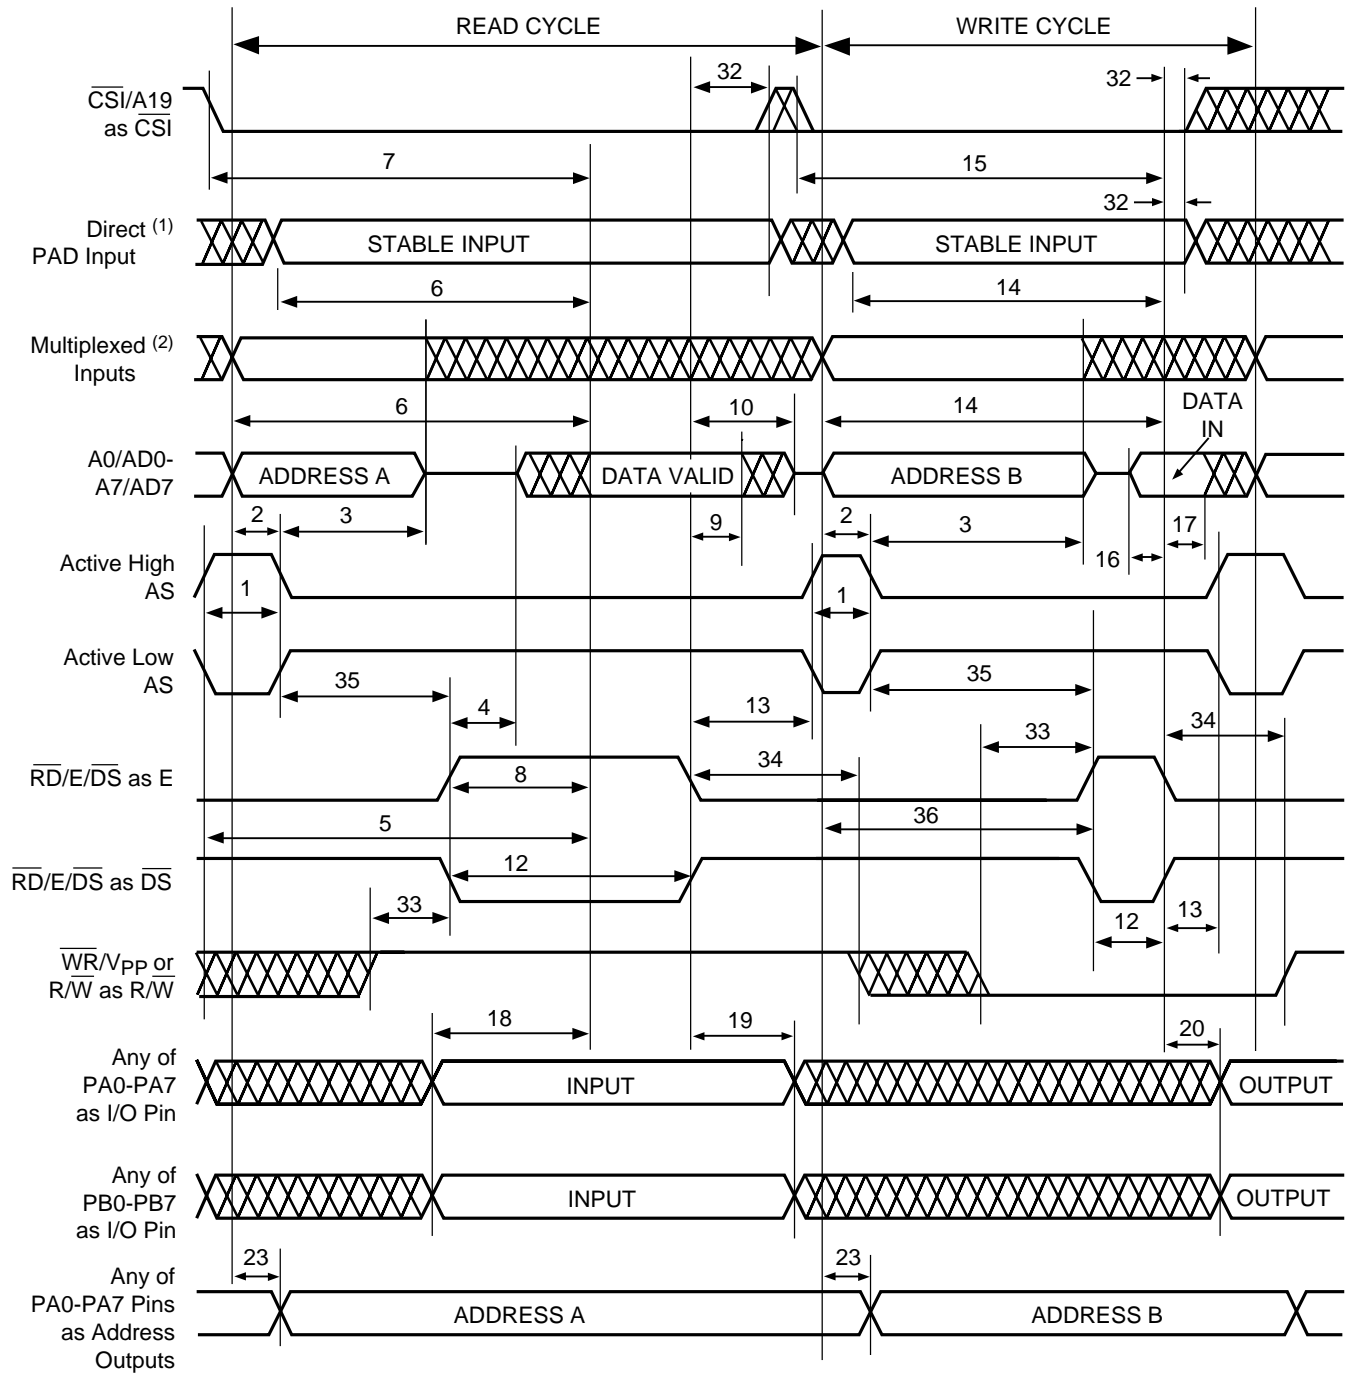 READ CYCLE
WRITE CYCLE
32
32
CSI/A19
as CSI
7
15
32
Direct (1)
PAD Input
STABLE INPUT
STABLE INPUT
6
14
Multiplexed (2)
Inputs
6
10
14
DATA
IN
A0/AD0-
A7/AD7
ADDRESS A
DATA VALID
ADDRESS B
2
3
9
2
3
17
16
Active High
AS
1
1
Active Low
AS
35
35
4
13
34
33
34
RD/E/DS as E
8
5
36
RD/E/DS as DS
12
33
12
13
WR/VPP or
R/W as R/W
18
19
20
Any of
PA0-PA7
as I/O Pin
INPUT
OUTPUT
Any of
PB0-PB7
as I/O Pin
INPUT
OUTPUT
23
23
Any of
PA0-PA7 Pins
as Address
Outputs
ADDRESS A
ADDRESS B